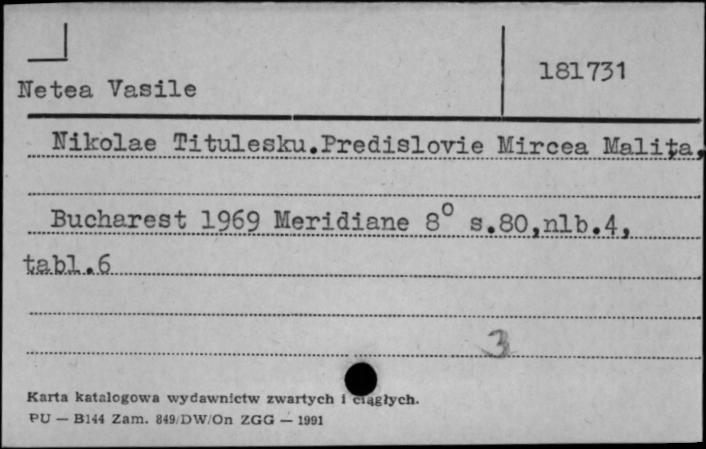 181731
Netea Vasile
Nikolae Titulesku.Predislovie Mircea Maliţa,
Bucharest 1969 Meridiane 8° s.80,nlb.4,
tabl.6
3
Karta katalogowa wydawnictw zwartych i ciągłych.
PU — B144 Zam. 849/DW/On ZGG — 1991